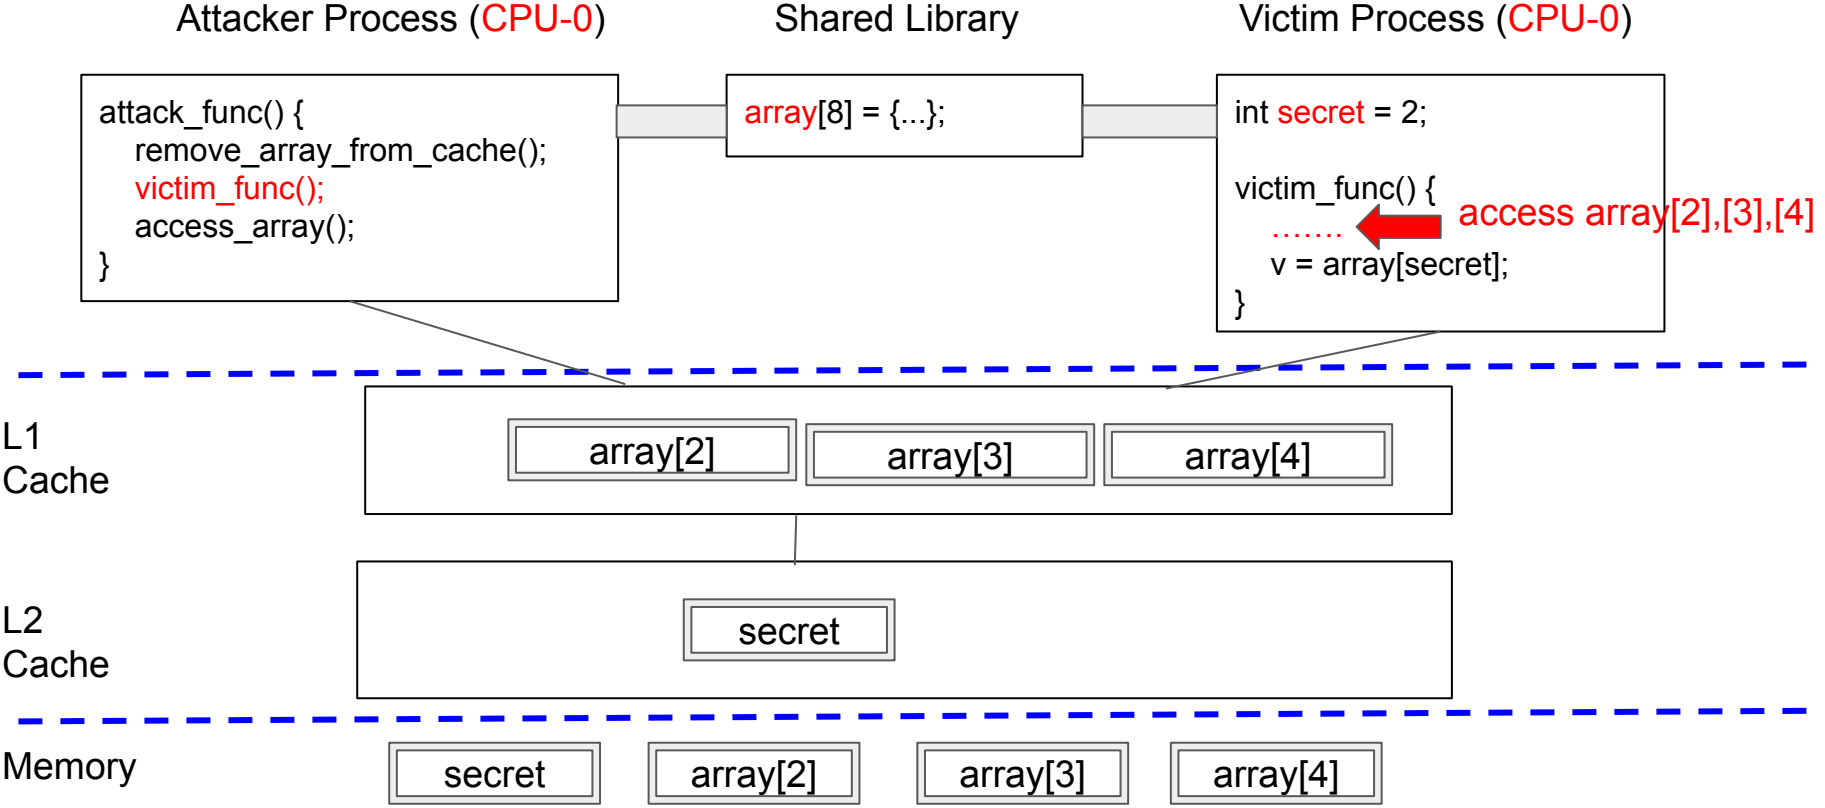 Attacker Process (CPU-0)
Shared Library
Victim Process (CPU-0)
attack_func() {
remove_array_from_cache();
victim_func();
access_array();
}
array[8] = {...};
int secret = 2;
victim_func() {
.......
v = array[secret];
}
access array[2],[3],[4]
L1
Cache
array[2]
array[3]
array[4]
L2
Cache
secret
Memory
secret
array[2]
array[3]
array[4]